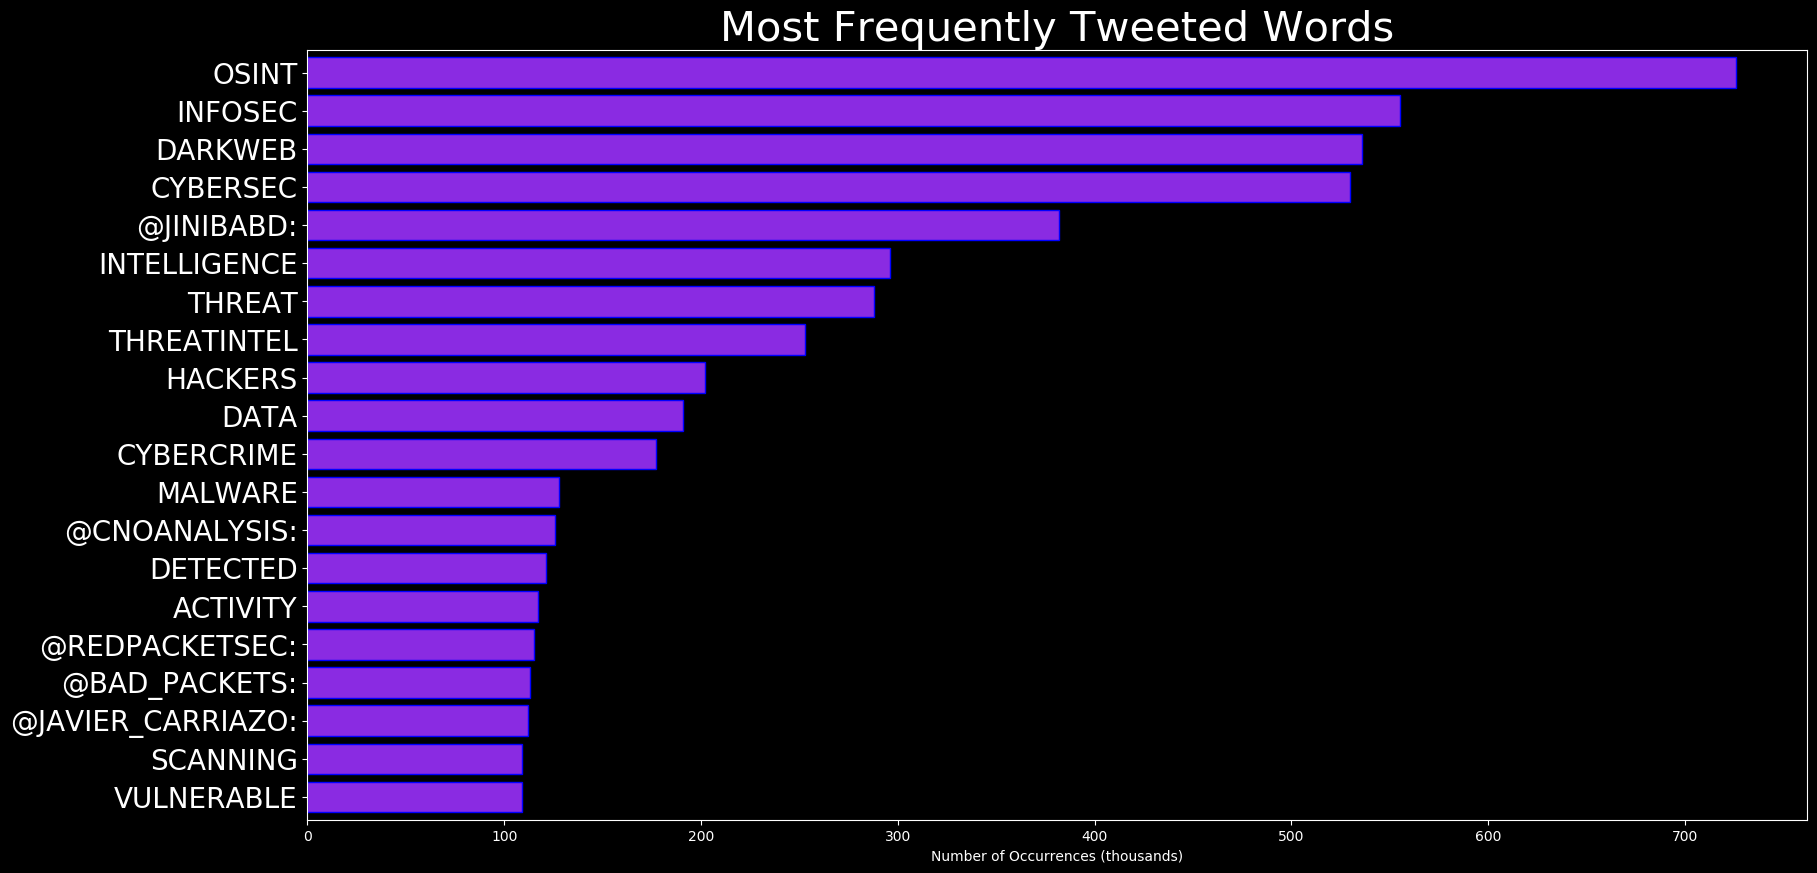 Most Frequently Tweeted Words
OSINT
INFOSEC
DARKWEB
CYBERSEC
@JINIBABD:
INTELLIGENCE
THREAT
THREATINTEL
HACKERS
DATA
CYBERCRIME
MALWARE
@CNOANALYSIS:
DETECTED
ACTIVITY
@REDPACKETSEC:
@BAD_PACKETS:
@JAVIER_CARRIAZO:
SCANNING
VULNERABLE
0 100 200 300 400 500 600 700
Number of Occurrences (thousands)